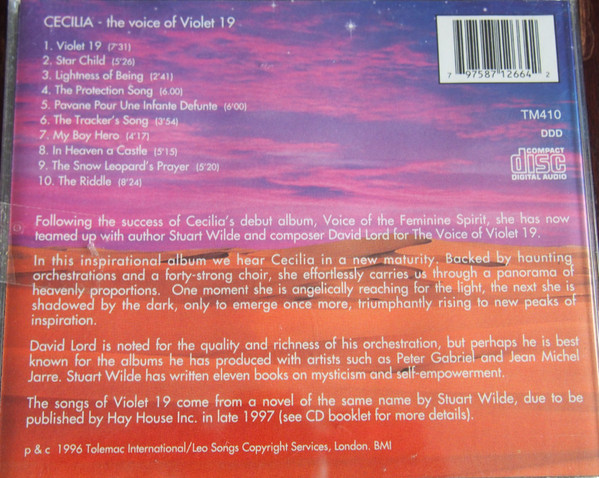 CECILIA - the voice of Violet 19
1. Violet 19 (7'31)
2. Star Child (5'26)
3. Lightness of Being (2'41)
4. The Protection Song (6.00)
5. Pavane Pour Une Infante Defunte (6'00)
6. The Tracker's Song (3'54)
7. My Boy Hero (4'17)
8. In Heaven a Castle (5'15)
9. The Snow Leopard's Prayer (5'20)
10. The Riddle (8'24)
7 97587 12664 2
TM410
DDD
COMPACT
disc
DIGITAL AUDIO
Following the success of Cecilia's debut album, Voice of the Feminine Spirit, she has now
teamed up with author Stuart Wilde and composer David Lord for The Voice of Violet 19.
In this inspirational album we hear Cecilia in a new maturity. Backed by haunting
orchestrations and a forty-strong choir, she effortlessly carries us through a panorama of
heavenly proportions. One moment she is angelically reaching for the light, the next she is
shadowed by the dark, only to emerge once more, triumphantly rising to new peaks of
inspiration.
David Lord is noted for the quality and richness of his orchestration, but perhaps he is best
known for the albums he has produced with artists such as Peter Gabriel and Jean Michel
Jarre. Stuart Wilde has written eleven books on mysticism and self-empowerment.
The songs of Violet 19 come from a novel of the same name by Stuart Wilde, due to be
published by Hay House Inc. in late 1997 (see CD booklet for more details).
p & c 1996 Tolemac International/Leo Songs Copyright Services, London. BMI